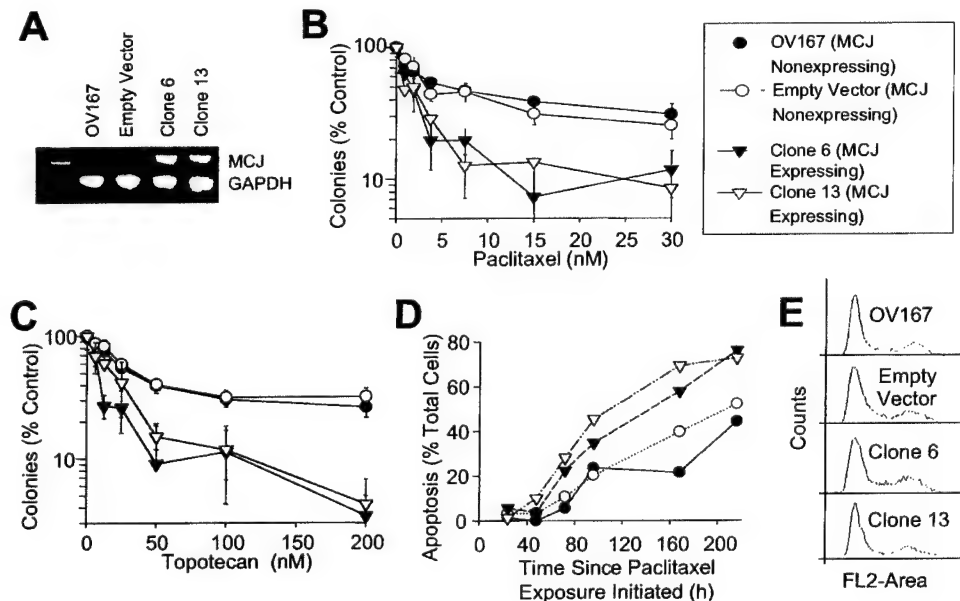 A
OV167
Empty Vector
Clone 6
Clone 13
MCJ
GAPDH
B
Colonies (% Control)
100
10
0 5 10 15 20 25 30
Paclitaxel (nM)
OV167 (MCJ
Nonexpressing)
Empty Vector (MCJ
Nonexpressing)
Clone 6 (MCJ
Expressing)
Clone 13 (MCJ
Expressing)
C
Colonies (% Control)
100
10
0 50 100 150 200
Topotecan (nM)
D
Apoptosis (% Total Cells)
80
60
40
20
0
0 40 80 120 160 200
Time Since Paclitaxel
Exposure Initiated (h)
E
Counts
OV167
Empty
Vector
Clone 6
Clone 13
FL2-Area